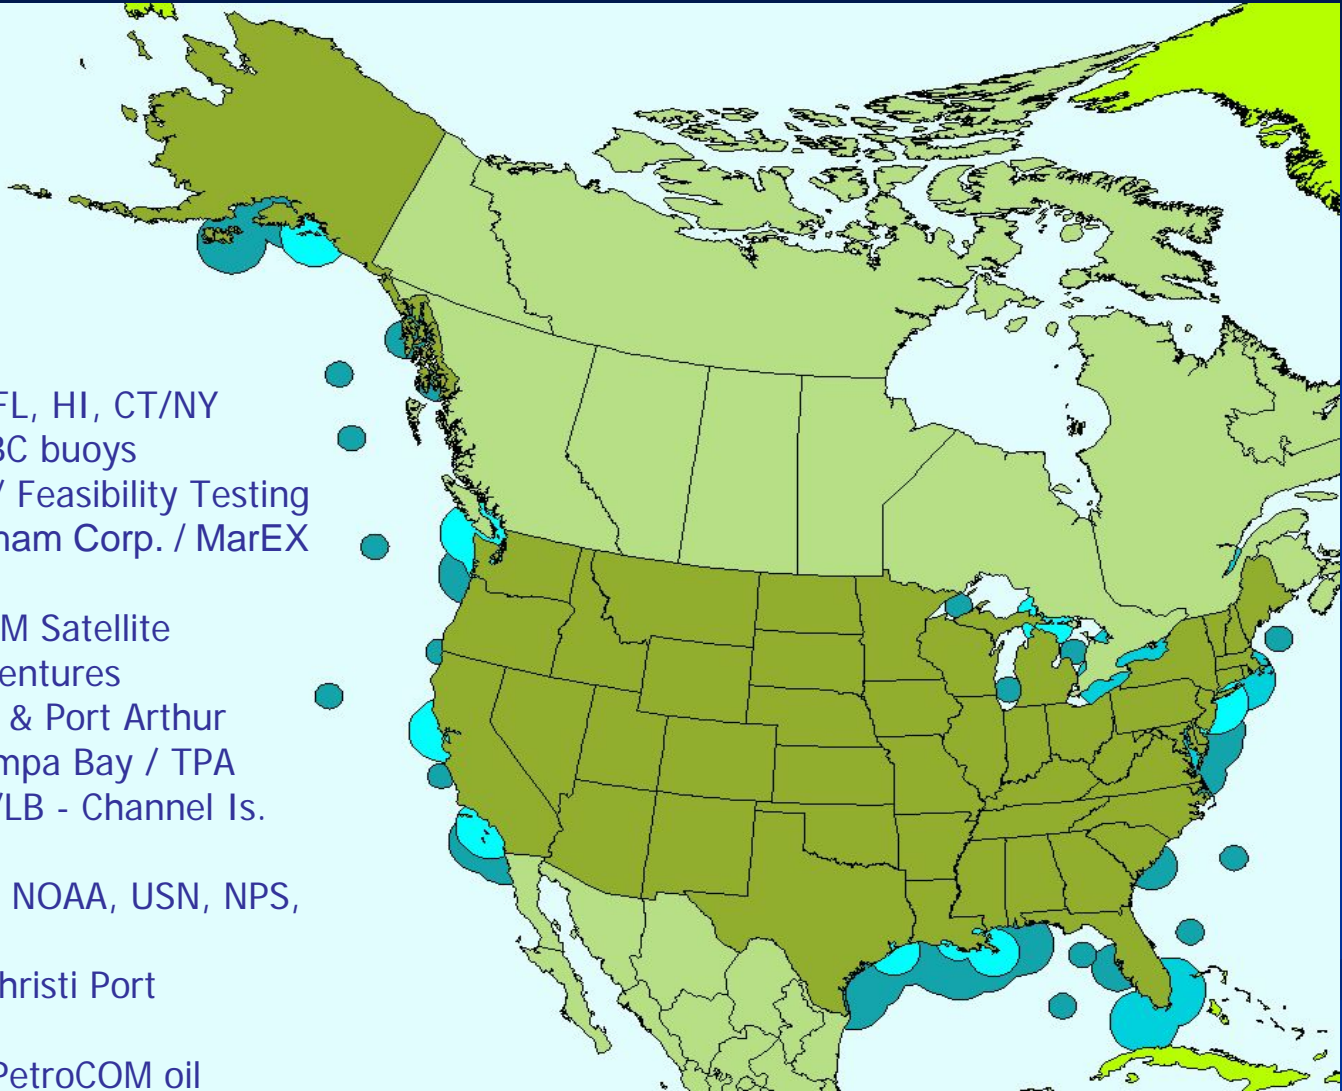 FL, HI, CT/NY
BC buoys
/ Feasibility Testing
ham Corp. / MarEX
M Satellite
entures
& Port Arthur
mpa Bay / TPA
/LB - Channel Is.
NOAA, USN, NPS,
hristi Port
PetroCOM oil